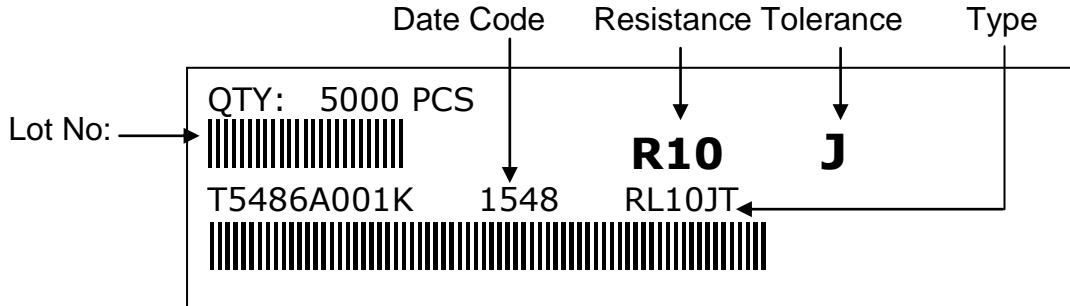 Date Code Resistance Tolerance Type
QTY: 5000 PCS
Lot No:
R10 J
T5486A001K 1548 RL10JT